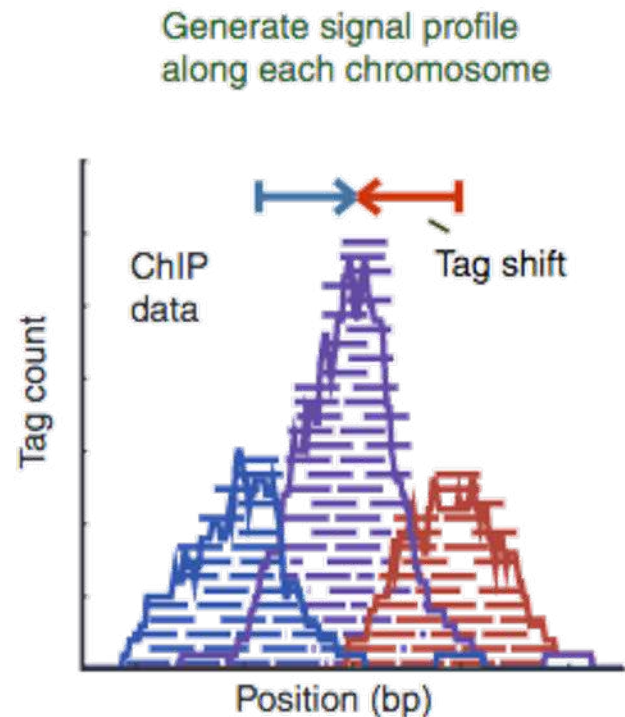 Generate signal profile
along each chromosome
ChIP
data
Tag shift
Tag count
Position (bp)